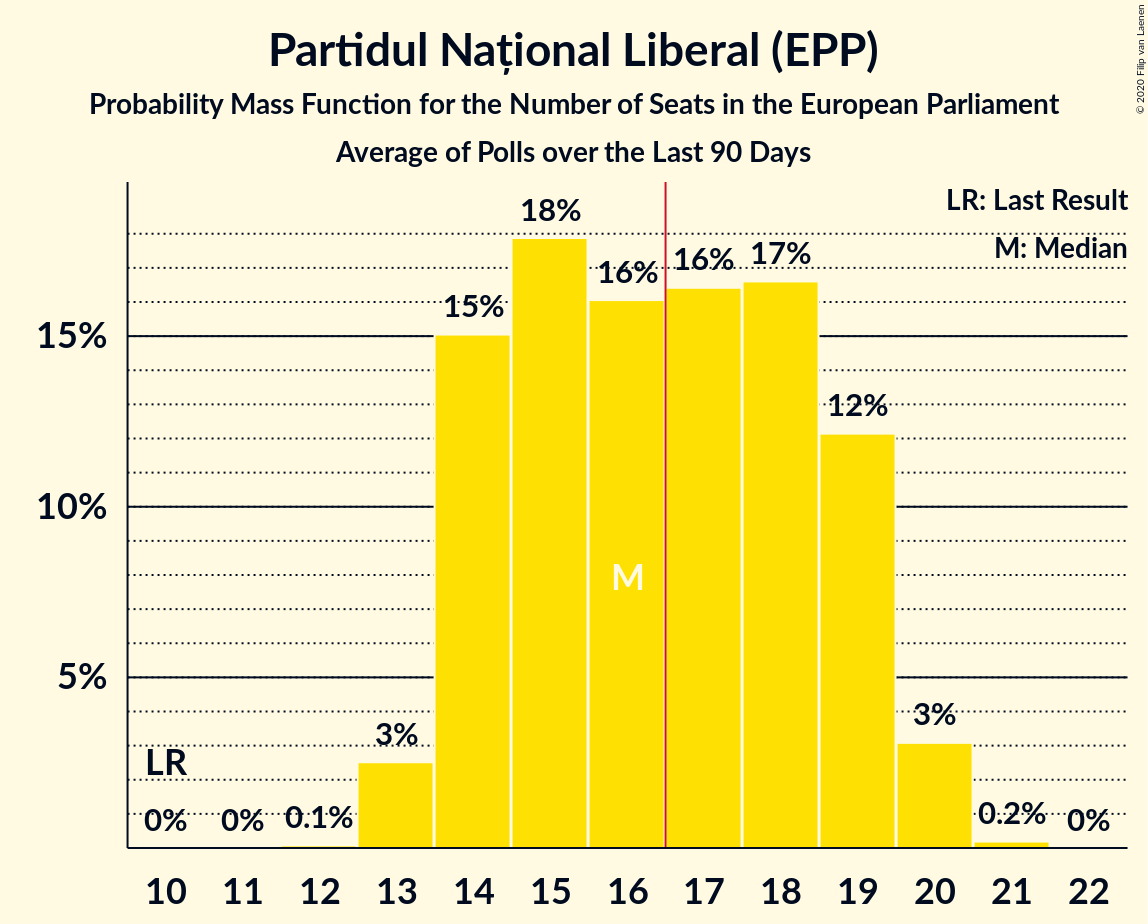 Partidul Național Liberal (EPP)
Probability Mass Function for the Number of Seats in the European Parliament
Average of Polls over the Last 90 Days
© 2020 Filip van Laenen
LR: Last Result
M: Median
18%
16%
16%
17%
15%
15%
12%
10%
M
5%
3%
3%
LR
0%
0%
0.1%
0.2%
0%
10 11 12 13 14 15 16 17 18 19 20 21 22